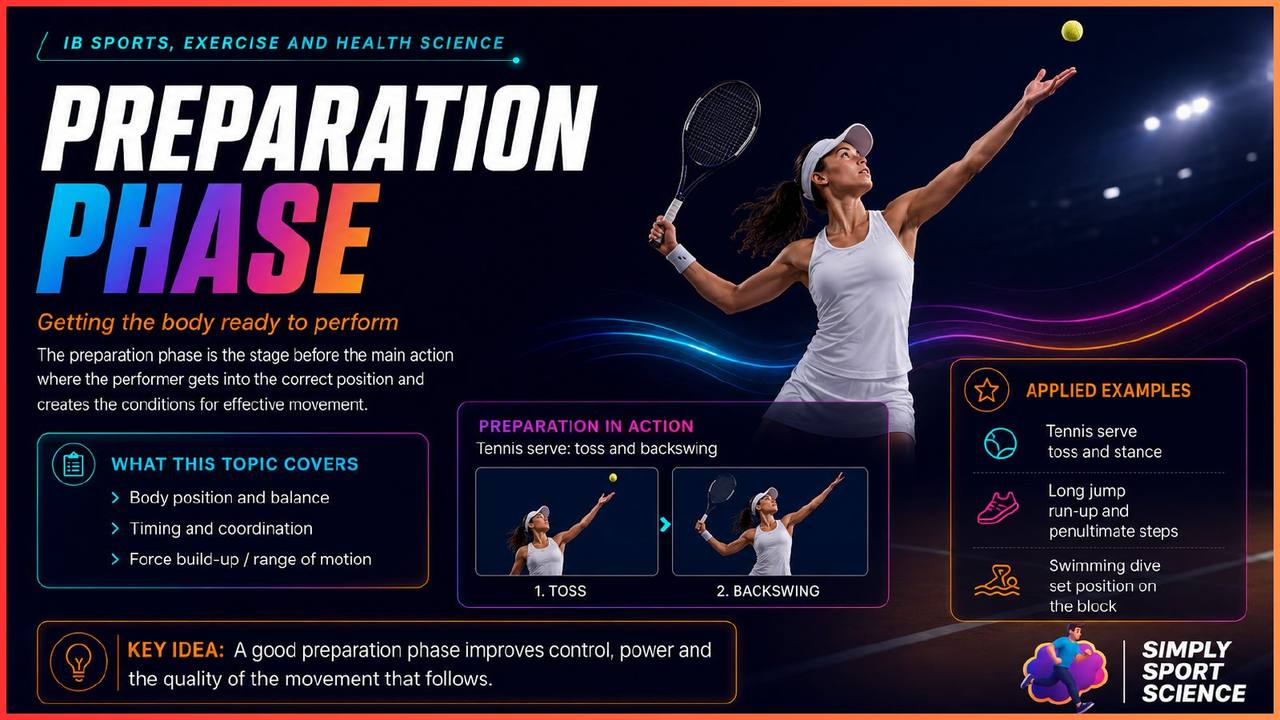 IB SPORTS, EXERCISE AND HEALTH SCIENCE
PREPARATION
PHASE
Getting the body ready to perform
The preparation phase is the stage before the main action
where the performer gets into the correct position and
creates the conditions for effective movement.
WHAT THIS TOPIC COVERS
Body position and balance
Timing and coordination
Force build-up / range of motion
PREPARATION IN ACTION
Tennis serve: toss and backswing
1. TOSS
2. BACKSWING
APPLIED EXAMPLES
Tennis serve
toss and stance
Long jump
run-up and
penultimate steps
Swimming dive
set position on
the block
KEY IDEA: A good preparation phase improves control, power and
the quality of the movement that follows.
SIMPLY
SPORT
SCIENCE